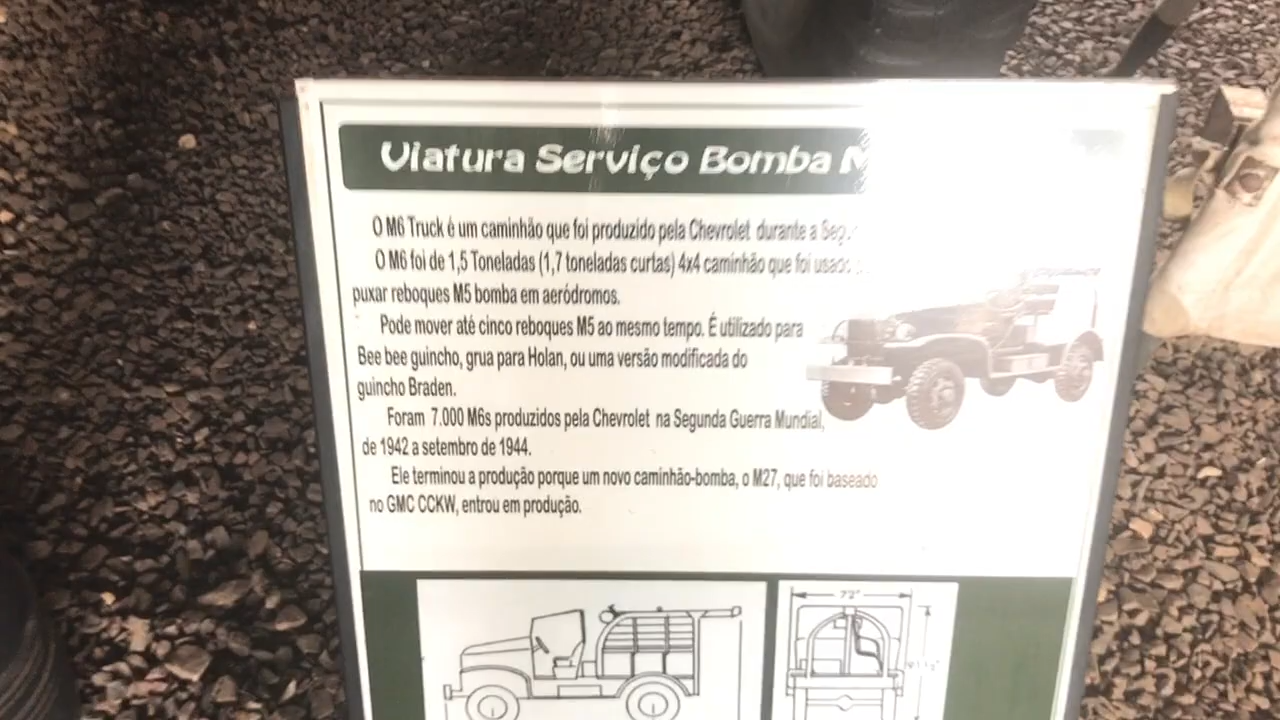 Viatura Serviço Bomba M
O M6 Truck é um caminhão que foi produzido pela Chevrolet durante a
O M6 foi de 1,5 Toneladas (1,7 toneladas curtas) 4x4 caminhão que foi usado
puxar reboques M5 bomba em aeródromos.
Pode mover até cinco reboques M5 ao mesmo tempo. É utilizado para
Bee bee guincho, grua para Holan, ou uma versão modificada do
guincho Braden.
Foram 7.000 M6s produzidos pela Chevrolet na Segunda Guerra Mundial,
de 1942 a setembro de 1944.
Ele terminou a produção porque um novo caminhão-bomba, o M27, que foi baseado
no GMC CCKW, entrou em produção.
72"